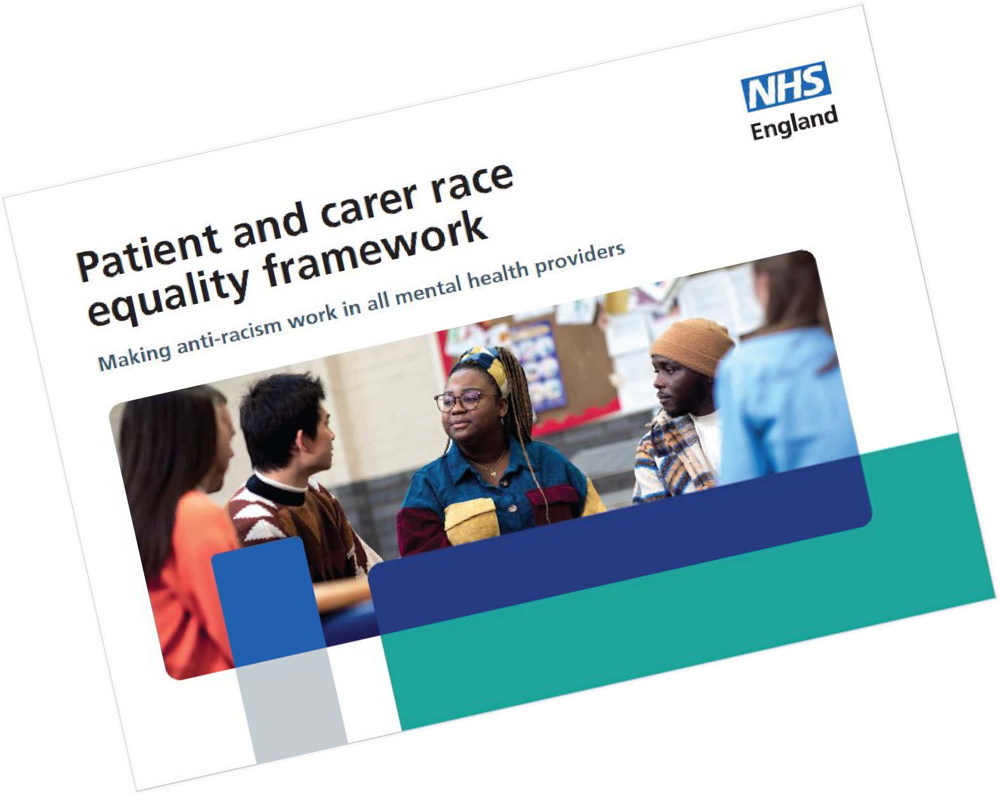 NHS
England
Patient and carer race
equality framework
Making anti-racism work in all mental health providers